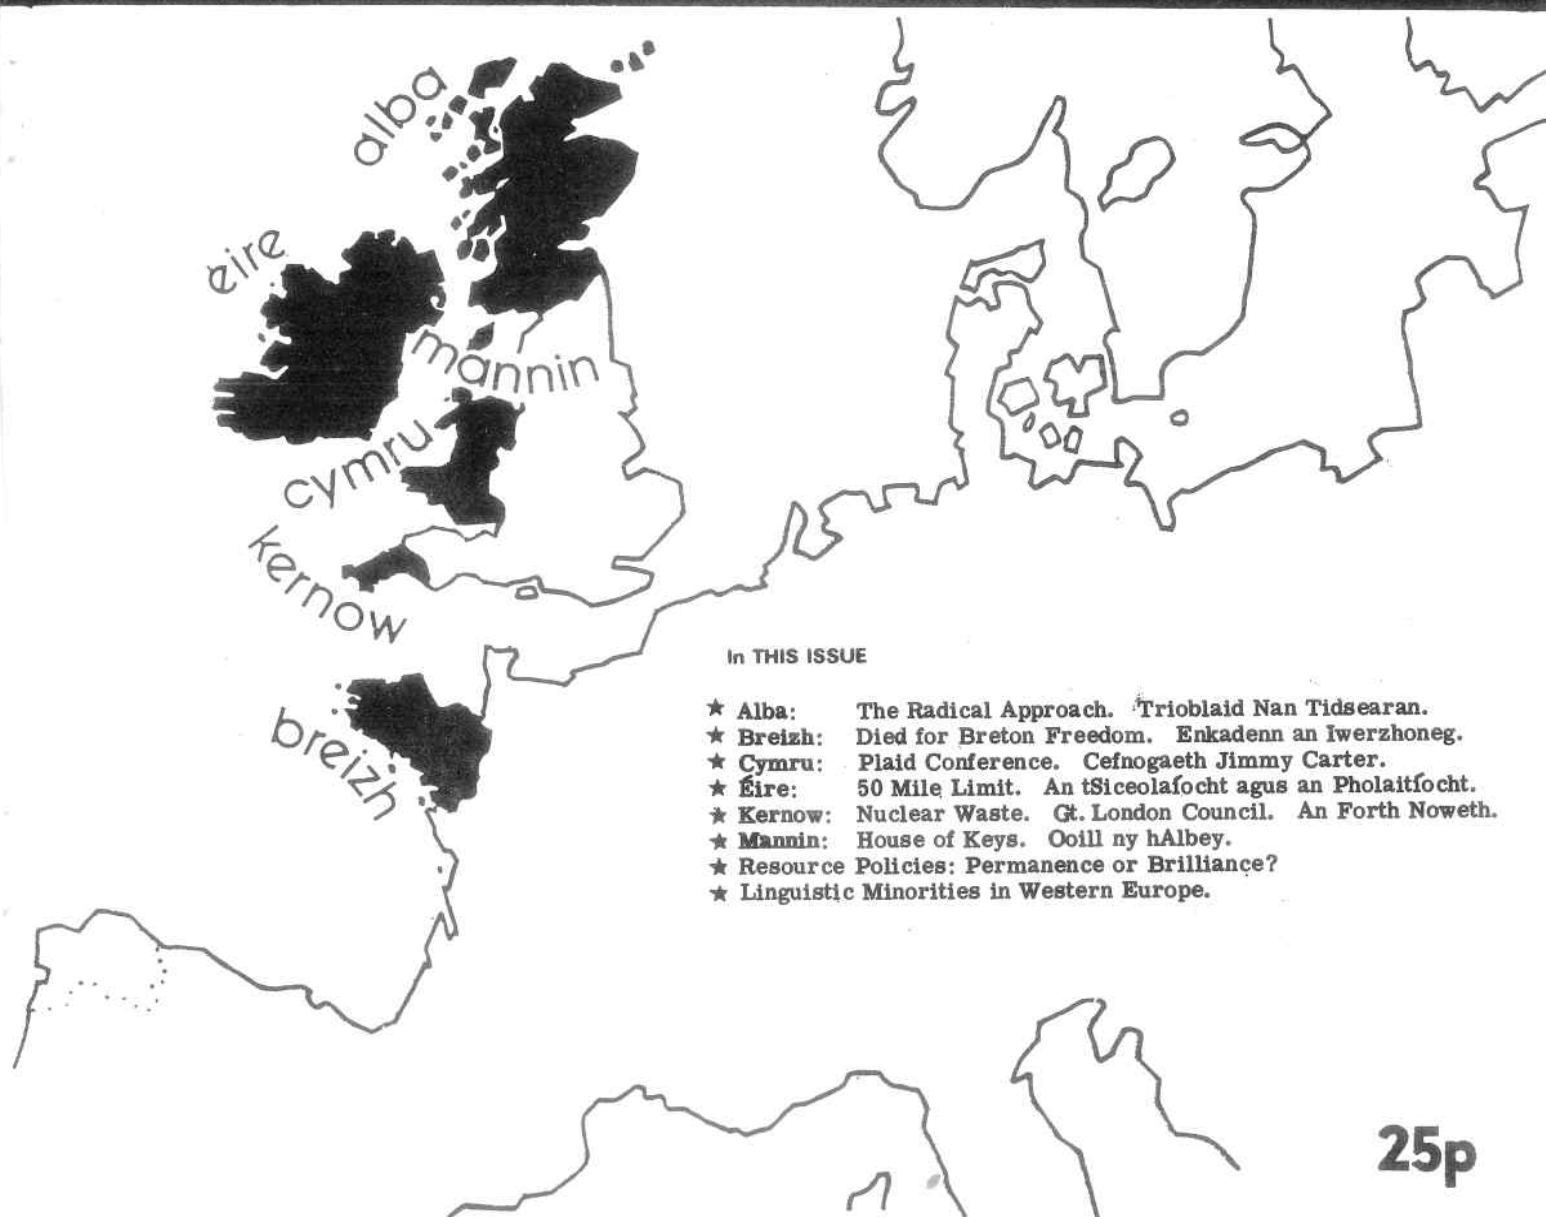 alba
éire
mannin
cymru
kernow
breizh
In THIS ISSUE
★ Alba: The Radical Approach. Trioblaid Nan Tidsearan.
★ Breizh: Died for Breton Freedom. Enkadenn an Iwerzhoneg.
★ Cymru: Plaid Conference. Cefnogaeth Jimmy Carter.
★ Éire: 50 Mile Limit. An tSiceolaíocht agus an Pholaitíocht.
★ Kernow: Nuclear Waste. Gt. London Council. An Forth Noweth.
★ Mannin: House of Keys. Ooill ny hAlbey.
★ Resource Policies: Permanence or Brilliance?
★ Linguistic Minorities in Western Europe.
25p